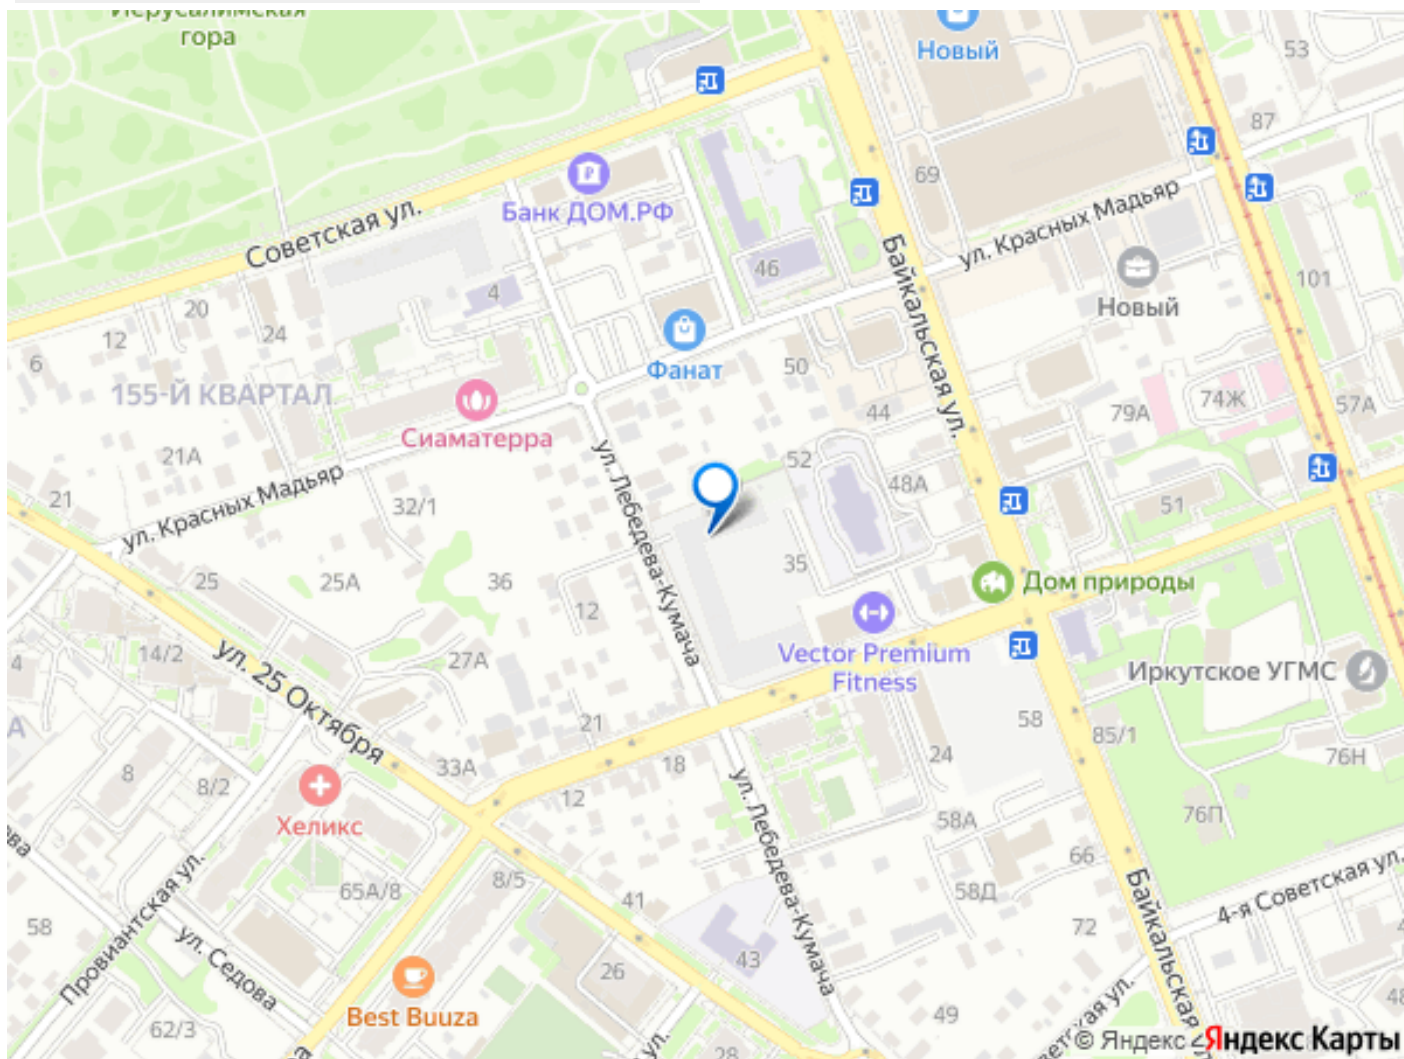 Иерусалимская
гора
Новый
53
87
69
Банк ДОМ.РФ
Советская ул.
ул. Красных Мадьяр
46
4
Байкальская ул.
Новый
101
20
12
24
6
Фанат
50
155-Й КВАРТАЛ
Сиаматерра
44
79А
74Ж
57А
21А
21
ул. Красных Мадьяр
32/1
ул. Лебедева-Кумача
52
48А
51
25
25А
36
12
35
Дом природы
14/2
4
ул. 25 Октября
27А
Vector Premium
Fitness
Иркутское УГМС
А
21
58
85/1
76Н
8
8/2
33А
18
24
12
Хеликс
ул. Лебедева-Кумача
58А
76П
66
Провиантская ул.
65А/8
8/5
41
58Д
Байкальская
4-я Советская ул.
58
72
ул. Седова
43
26
Best Buuza
49
62/3
28
© Яндекс
Яндекс Карты